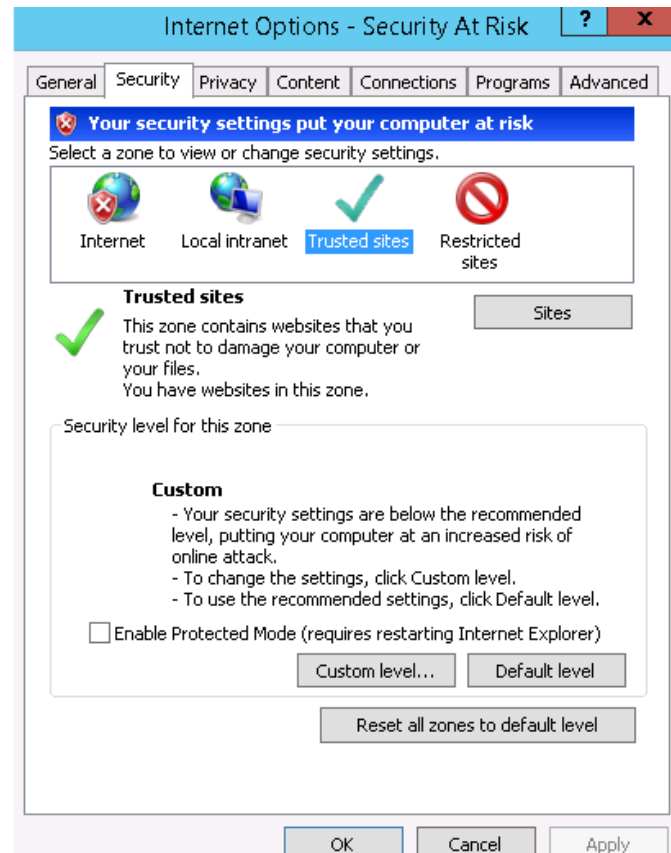 Internet Options - Security At Risk
? x
General Security Privacy Content Connections Programs Advanced
Your security settings put your computer at risk
Select a zone to view or change security settings.
Internet Local intranet Trusted sites Restricted
sites
Trusted sites
Sites
This zone contains websites that you
trust not to damage your computer or
your files.
You have websites in this zone.
Security level for this zone
Custom
- Your security settings are below the recommended
level, putting your computer at an increased risk of
online attack.
- To change the settings, click Custom level.
- To use the recommended settings, click Default level.
Enable Protected Mode (requires restarting Internet Explorer)
Custom level... Default level
Reset all zones to default level
OK Cancel Apply